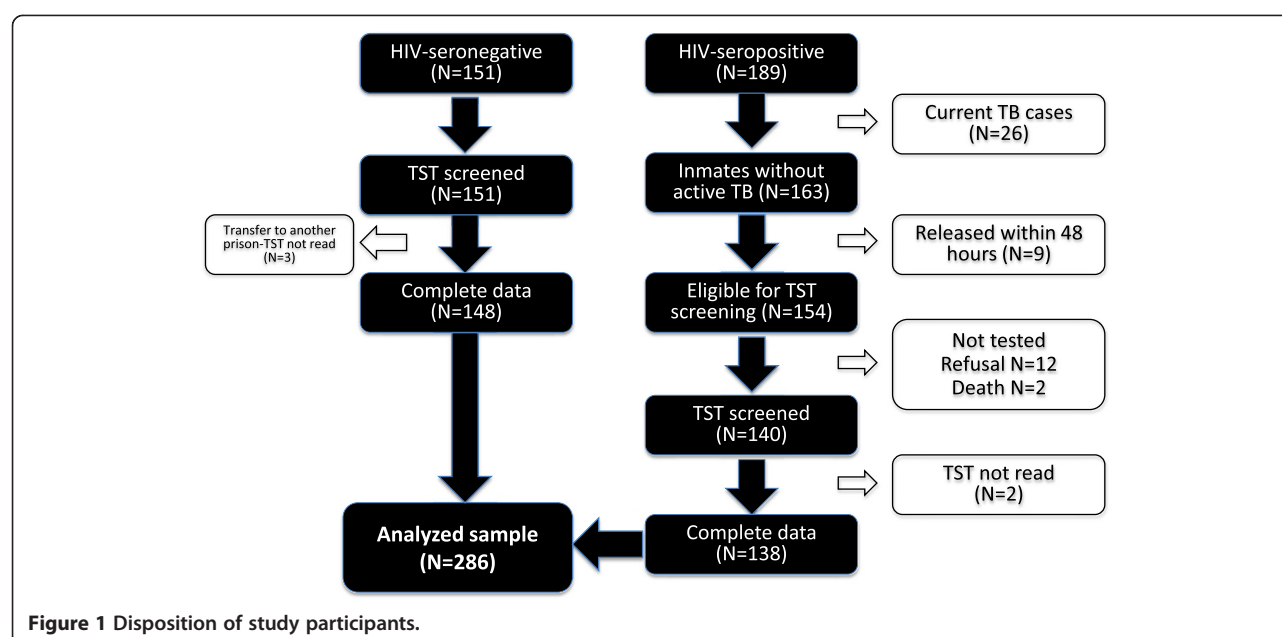 HIV-seronegative
(N=151)
HIV-seropositive
(N=189)
Current TB cases
(N=26)
TST screened
(N=151)
Inmates without
active TB (N=163)
Transfer to another
prison-TST not read
(N=3)
Released within 48
hours (N=9)
Complete data
(N=148)
Eligible for TST
screening (N=154)
Not tested
Refusal N=12
Death N=2
TST screened
(N=140)
TST not read
(N=2)
Analyzed sample
(N=286)
Complete data
(N=138)
Figure 1 Disposition of study participants.